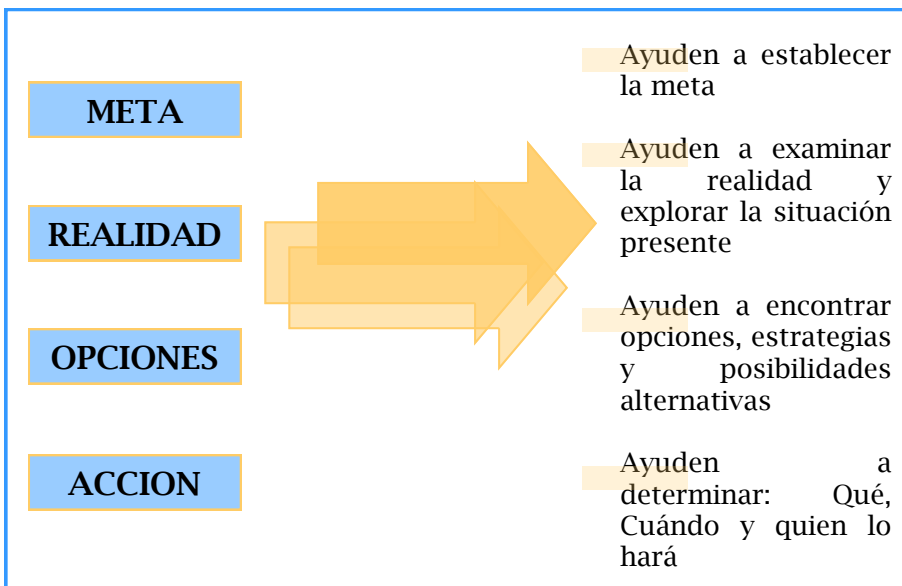 META
Ayuden a establecer
la meta
REALIDAD
Ayuden a examinar
la realidad y
explorar la situación
presente
OPCIONES
Ayuden a encontrar
opciones, estrategias
y posibilidades
alternativas
ACCION
Ayuden a
determinar: Qué,
Cuándo y quien lo
hará